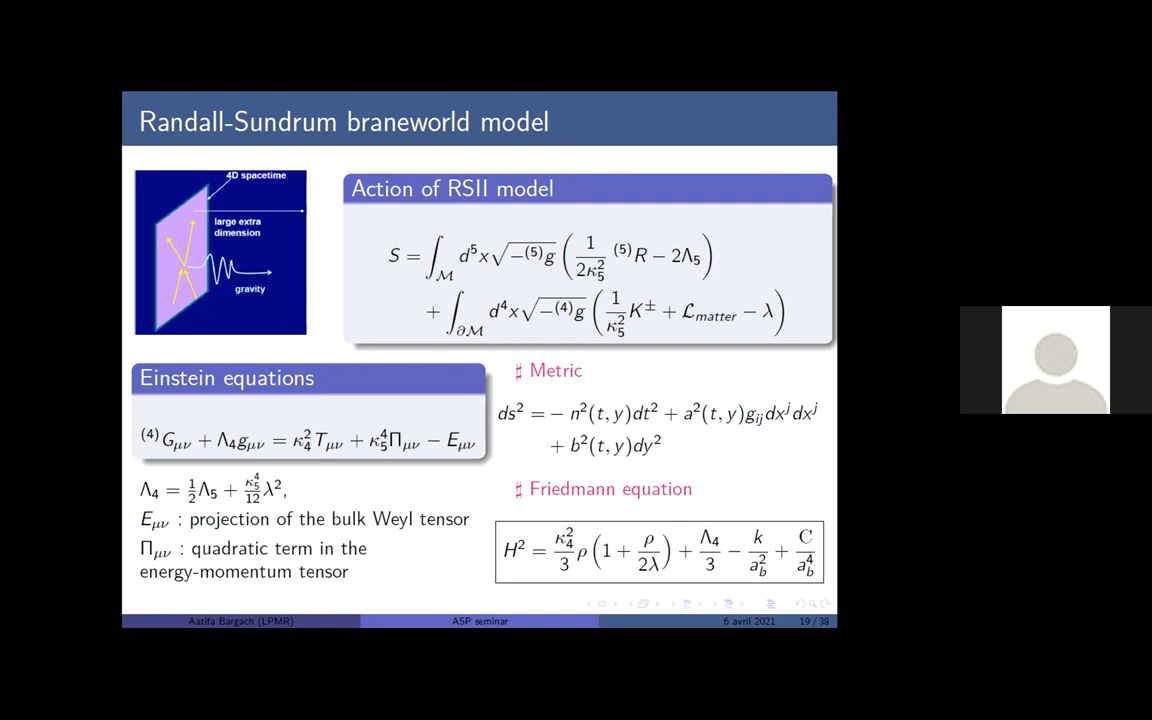 Randall-Sundrum braneworld model
4D spacetime
large extra
dimension
gravity
Action of RSII model
S = ∫_ℳ d⁵x√(−⁽⁵⁾g) (1/(2κ₅²) ⁽⁵⁾R − 2Λ₅)
+ ∫_∂ℳ d⁴x√(−⁽⁴⁾g) (1/κ₅² K^± + ℒ_matter − λ)
Einstein equations
⁽⁴⁾G_μν + Λ₄g_μν = κ₄²T_μν + κ₅⁴Π_μν − E_μν
Λ₄ = ½Λ₅ + κ₅⁴/12 λ²,
E_μν : projection of the bulk Weyl tensor
Π_μν : quadratic term in the
energy-momentum tensor
♯ Metric
ds² = − n²(t, y)dt² + a²(t, y)g_ij dx^j dx^j
+ b²(t, y)dy²
♯ Friedmann equation
H² = κ₄²/3 ρ (1 + ρ/2λ) + Λ₄/3 − k/a_b² + C/a_b⁴
Aatifa Bargach (LPMR) ASP seminar 6 avril 2021 19 / 38